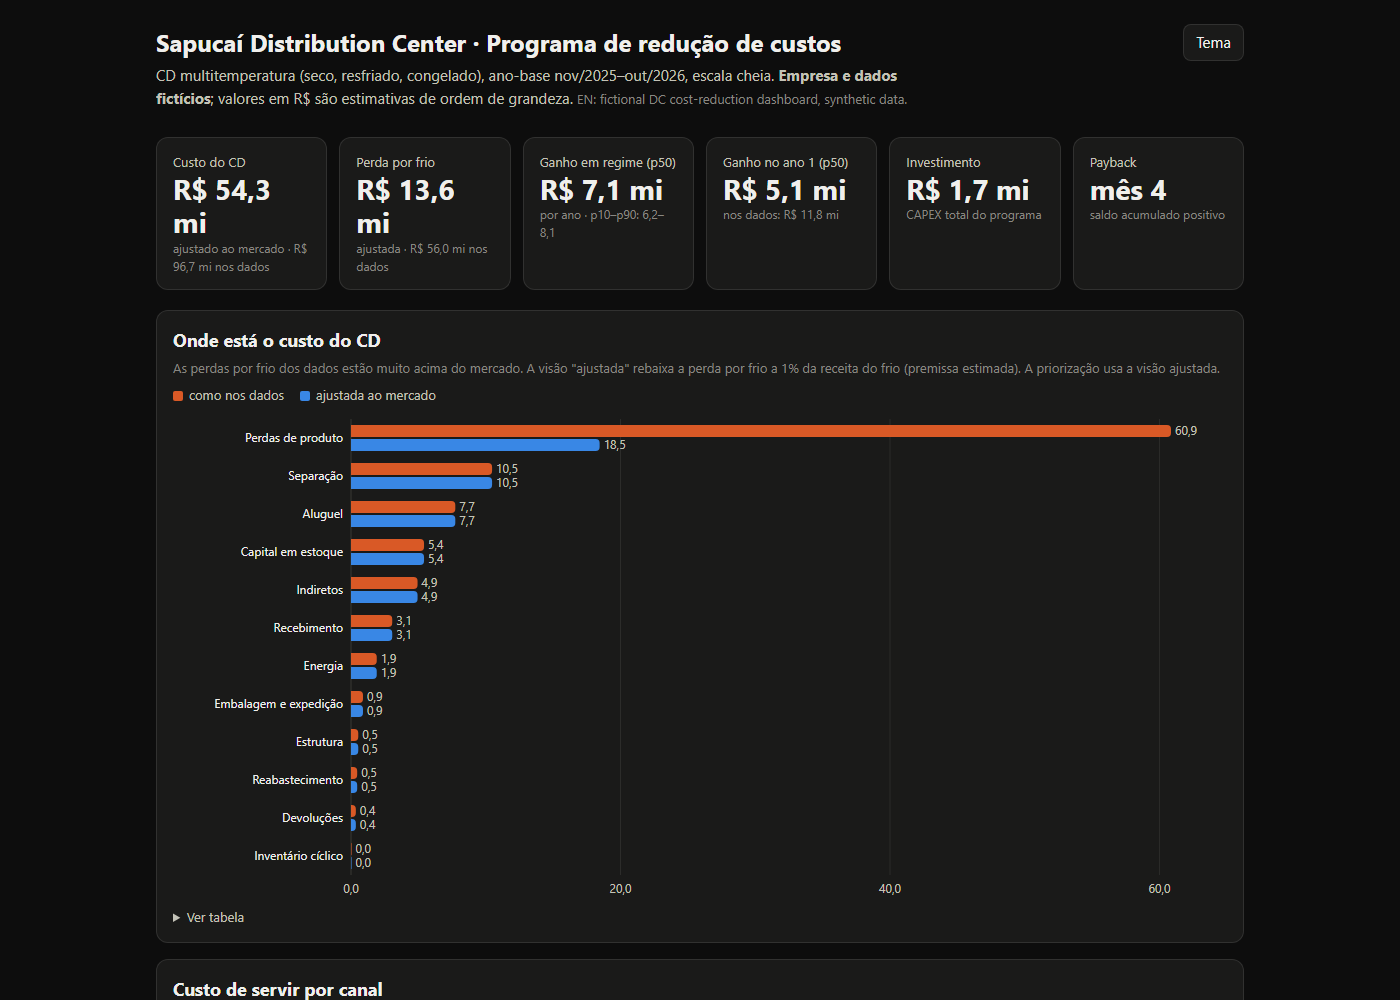 Sapucaí Distribution Center · Programa de redução de custos
Tema
CD multitemperatura (seco, resfriado, congelado), ano-base nov/2025–out/2026, escala cheia. Empresa e dados
fictícios; valores em R$ são estimativas de ordem de grandeza. EN: fictional DC cost-reduction dashboard, synthetic data.
Custo do CD
R$ 54,3
mi
ajustado ao mercado · R$
96,7 mi nos dados
Perda por frio
R$ 13,6
mi
ajustada · R$ 56,0 mi nos
dados
Ganho em regime (p50)
R$ 7,1 mi
por ano · p10–p90: 6,2–
8,1
Ganho no ano 1 (p50)
R$ 5,1 mi
nos dados: R$ 11,8 mi
Investimento
R$ 1,7 mi
CAPEX total do programa
Payback
mês 4
saldo acumulado positivo
Onde está o custo do CD
As perdas por frio dos dados estão muito acima do mercado. A visão "ajustada" rebaixa a perda por frio a 1% da receita do frio (premissa estimada). A priorização usa a visão ajustada.
como nos dados
ajustada ao mercado
Perdas de produto
60,9
18,5
Separação
10,5
10,5
Aluguel
7,7
7,7
Capital em estoque
5,4
5,4
Indiretos
4,9
4,9
Recebimento
3,1
3,1
Energia
1,9
1,9
Embalagem e expedição
0,9
0,9
Estrutura
0,5
0,5
Reabastecimento
0,5
0,5
Devoluções
0,4
0,4
Inventário cíclico
0,0
0,0
0,0
20,0
40,0
60,0
Ver tabela
Custo de servir por canal